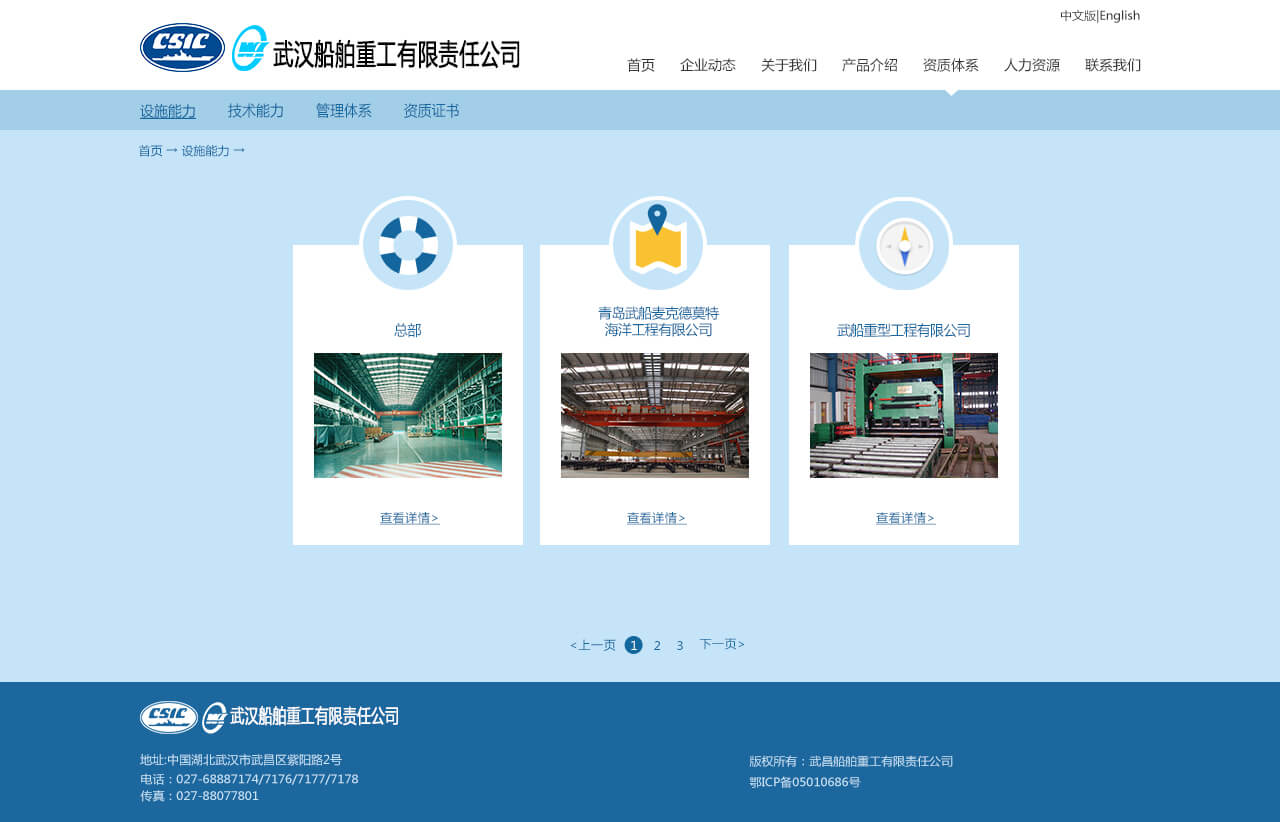 中文版|English
CSIC 武汉船舶重工有限责任公司
首页 企业动态 关于我们 产品介绍 资质体系 人力资源 联系我们
设施能力 技术能力 管理体系 资质证书
首页 → 设施能力 →
总部
青岛武船麦克德莫特
海洋工程有限公司
武船重型工程有限公司
查看详情> 查看详情> 查看详情>
<上一页 1 2 3 下一页>
CSIC 武汉船舶重工有限责任公司
地址:中国湖北武汉市武昌区紫阳路2号
电话：027-68887174/7176/7177/7178
传真：027-88077801
版权所有：武昌船舶重工有限责任公司
鄂ICP备05010686号